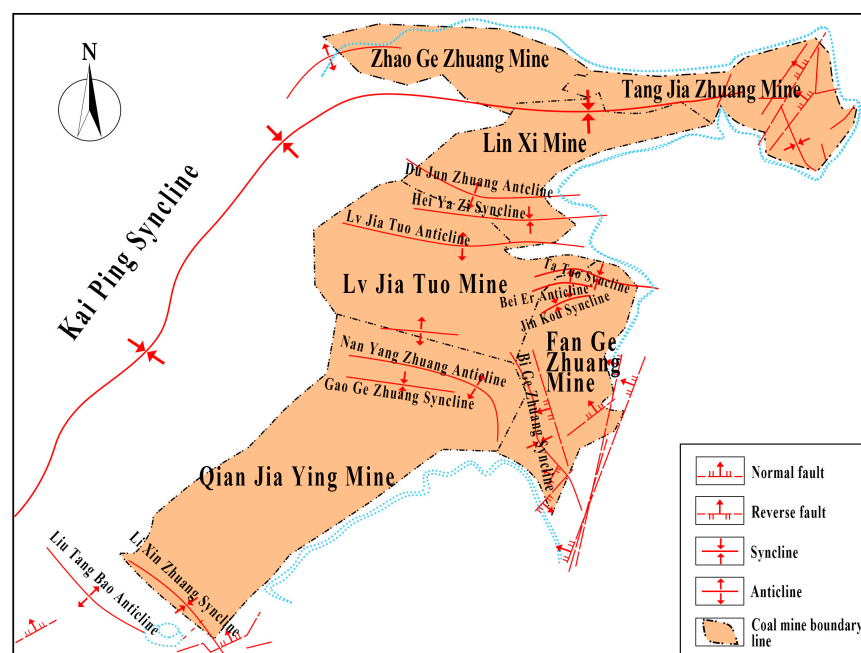 N
Zhao Ge Zhuang Mine
Tang Jia Zhuang Mine
Lin Xi Mine
Du Jun Zhuang Antcline
Hei Ya Zi Syncline
Lv Jia Tuo Anticline
Kai Ping Syncline
Lv Jia Tuo Mine
Ta Tuo Syncline
Bei Er Anticline
Jin Kou Syncline
Fan Ge
Zhuang
Mine
Nan Yang Zhuang Anticline
Gao Ge Zhuang Syncline
Bi Ge Zhuang Syncline
Qian Jia Ying Mine
Liu Tang Bao Anticline
Li Xin Zhuang Syncline
Normal fault
Reverse fault
Syncline
Anticline
Coal mine boundary
line